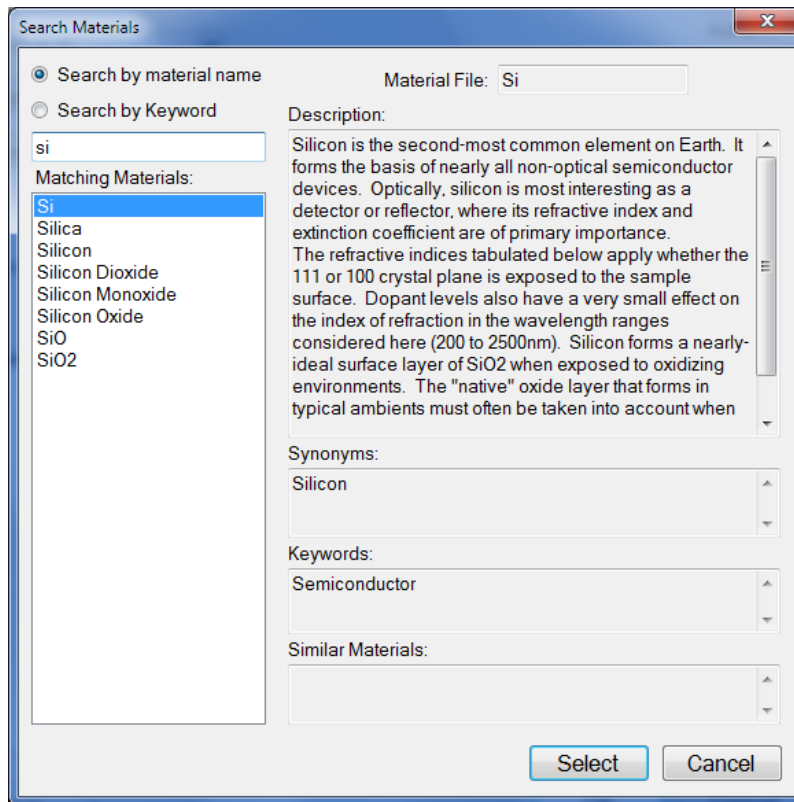 Search Materials
Search by material name
Search by Keyword
si
Matching Materials:
Si
Silica
Silicon
Silicon Dioxide
Silicon Monoxide
Silicon Oxide
SiO
SiO2
Material File: Si
Description:
Silicon is the second-most common element on Earth. It
forms the basis of nearly all non-optical semiconductor
devices. Optically, silicon is most interesting as a
detector or reflector, where its refractive index and
extinction coefficient are of primary importance.
The refractive indices tabulated below apply whether the
111 or 100 crystal plane is exposed to the sample
surface. Dopant levels also have a very small effect on
the index of refraction in the wavelength ranges
considered here (200 to 2500nm). Silicon forms a nearly-
ideal surface layer of SiO2 when exposed to oxidizing
environments. The "native" oxide layer that forms in
typical ambients must often be taken into account when
Synonyms:
Silicon
Keywords:
Semiconductor
Similar Materials:
Select
Cancel